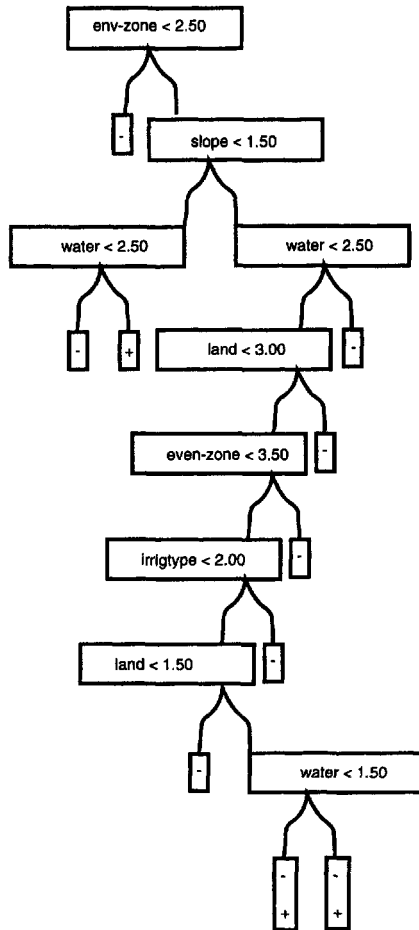 env-zone < 2.50
-
slope < 1.50
water < 2.50
water < 2.50
-
+
land < 3.00
-
even-zone < 3.50
-
irrigtype < 2.00
-
land < 1.50
-
-
water < 1.50
-
-
+
+